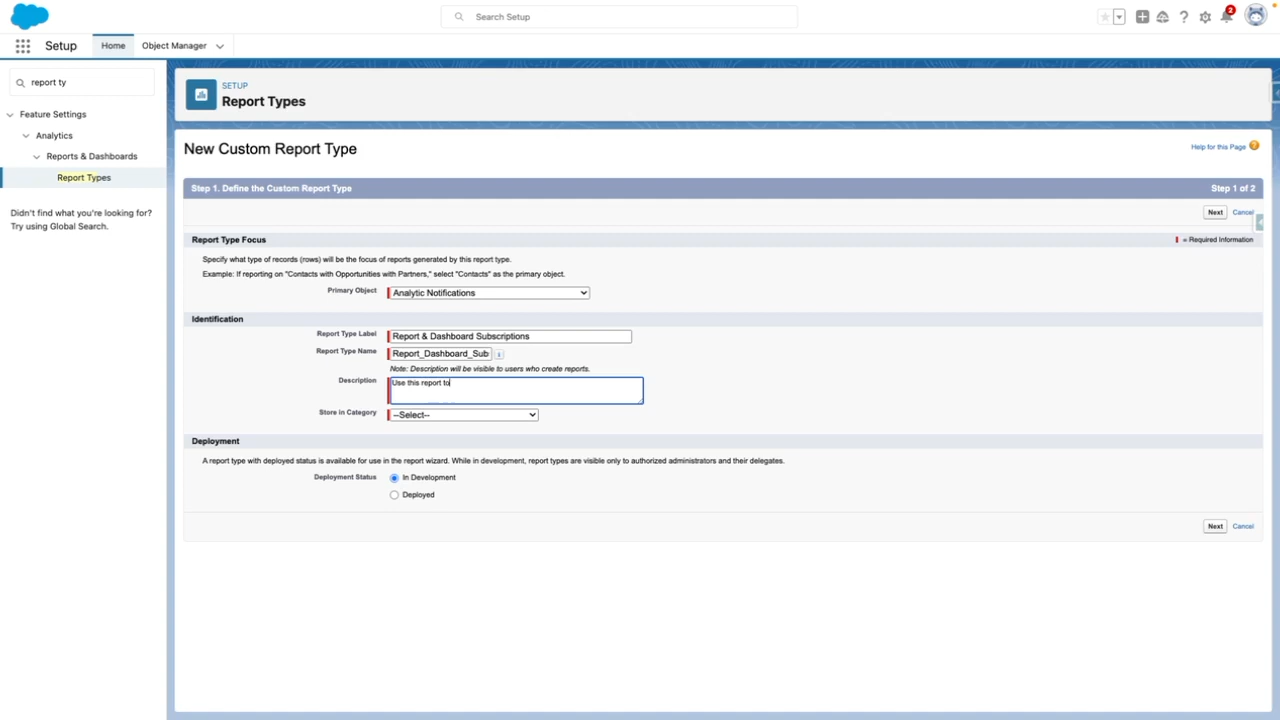 Search Setup
2
Setup
Home
Object Manager
report ty
Feature Settings
Analytics
Reports & Dashboards
Report Types
Didn't find what you're looking for?
Try using Global Search.
SETUP
Report Types
New Custom Report Type
Help for this Page
Step 1. Define the Custom Report Type
Step 1 of 2
Next
Cancel
Report Type Focus
= Required Information
Specify what type of records (rows) will be the focus of reports generated by this report type.
Example: If reporting on "Contacts with Opportunities with Partners," select "Contacts" as the primary object.
Primary Object
Analytic Notifications
Identification
Report Type Label
Report & Dashboard Subscriptions
Report Type Name
Report_Dashboard_Sub
i
Note: Description will be visible to users who create reports.
Description
Use this report to
Store in Category
--Select--
Deployment
A report type with deployed status is available for use in the report wizard. While in development, report types are visible only to authorized administrators and their delegates.
Deployment Status
In Development
Deployed
Next
Cancel